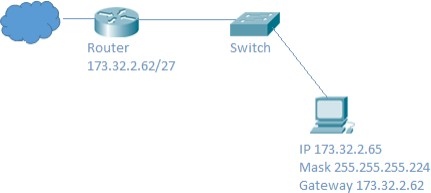 Router
173.32.2.62/27
Switch
IP 173.32.2.65
Mask 255.255.255.224
Gateway 173.32.2.62